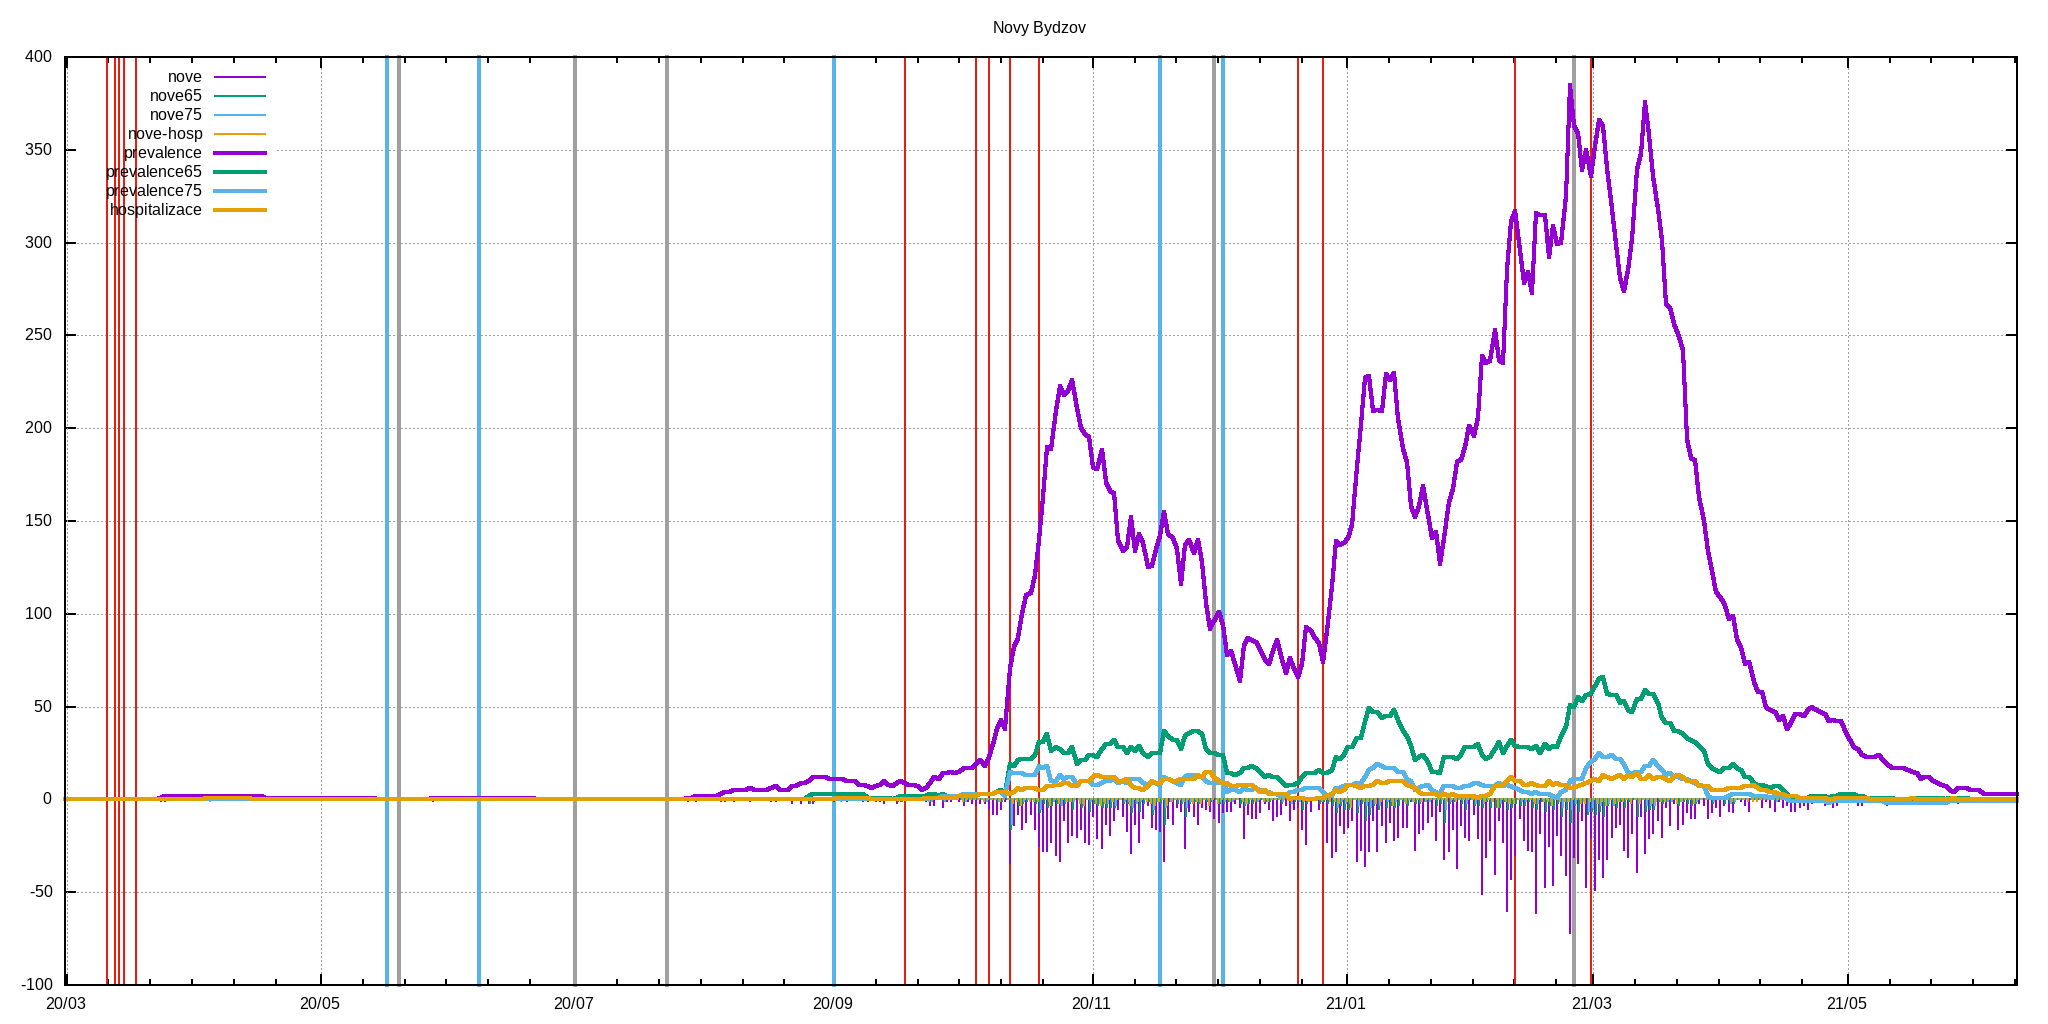 Novy Bydzov
400
350
300
250
200
150
100
50
0
-50
-100
nove
nove65
nove75
nove-hosp
prevalence
prevalence65
prevalence75
hospitalizace
20/03 20/05 20/07 20/09 20/11 21/01 21/03 21/05